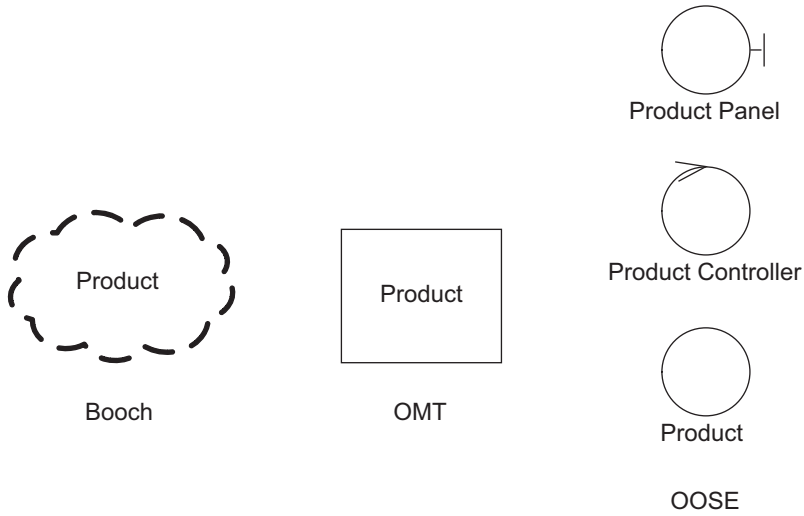 Product Panel
Product Controller
Product
Product
Product
Booch
OMT
OOSE